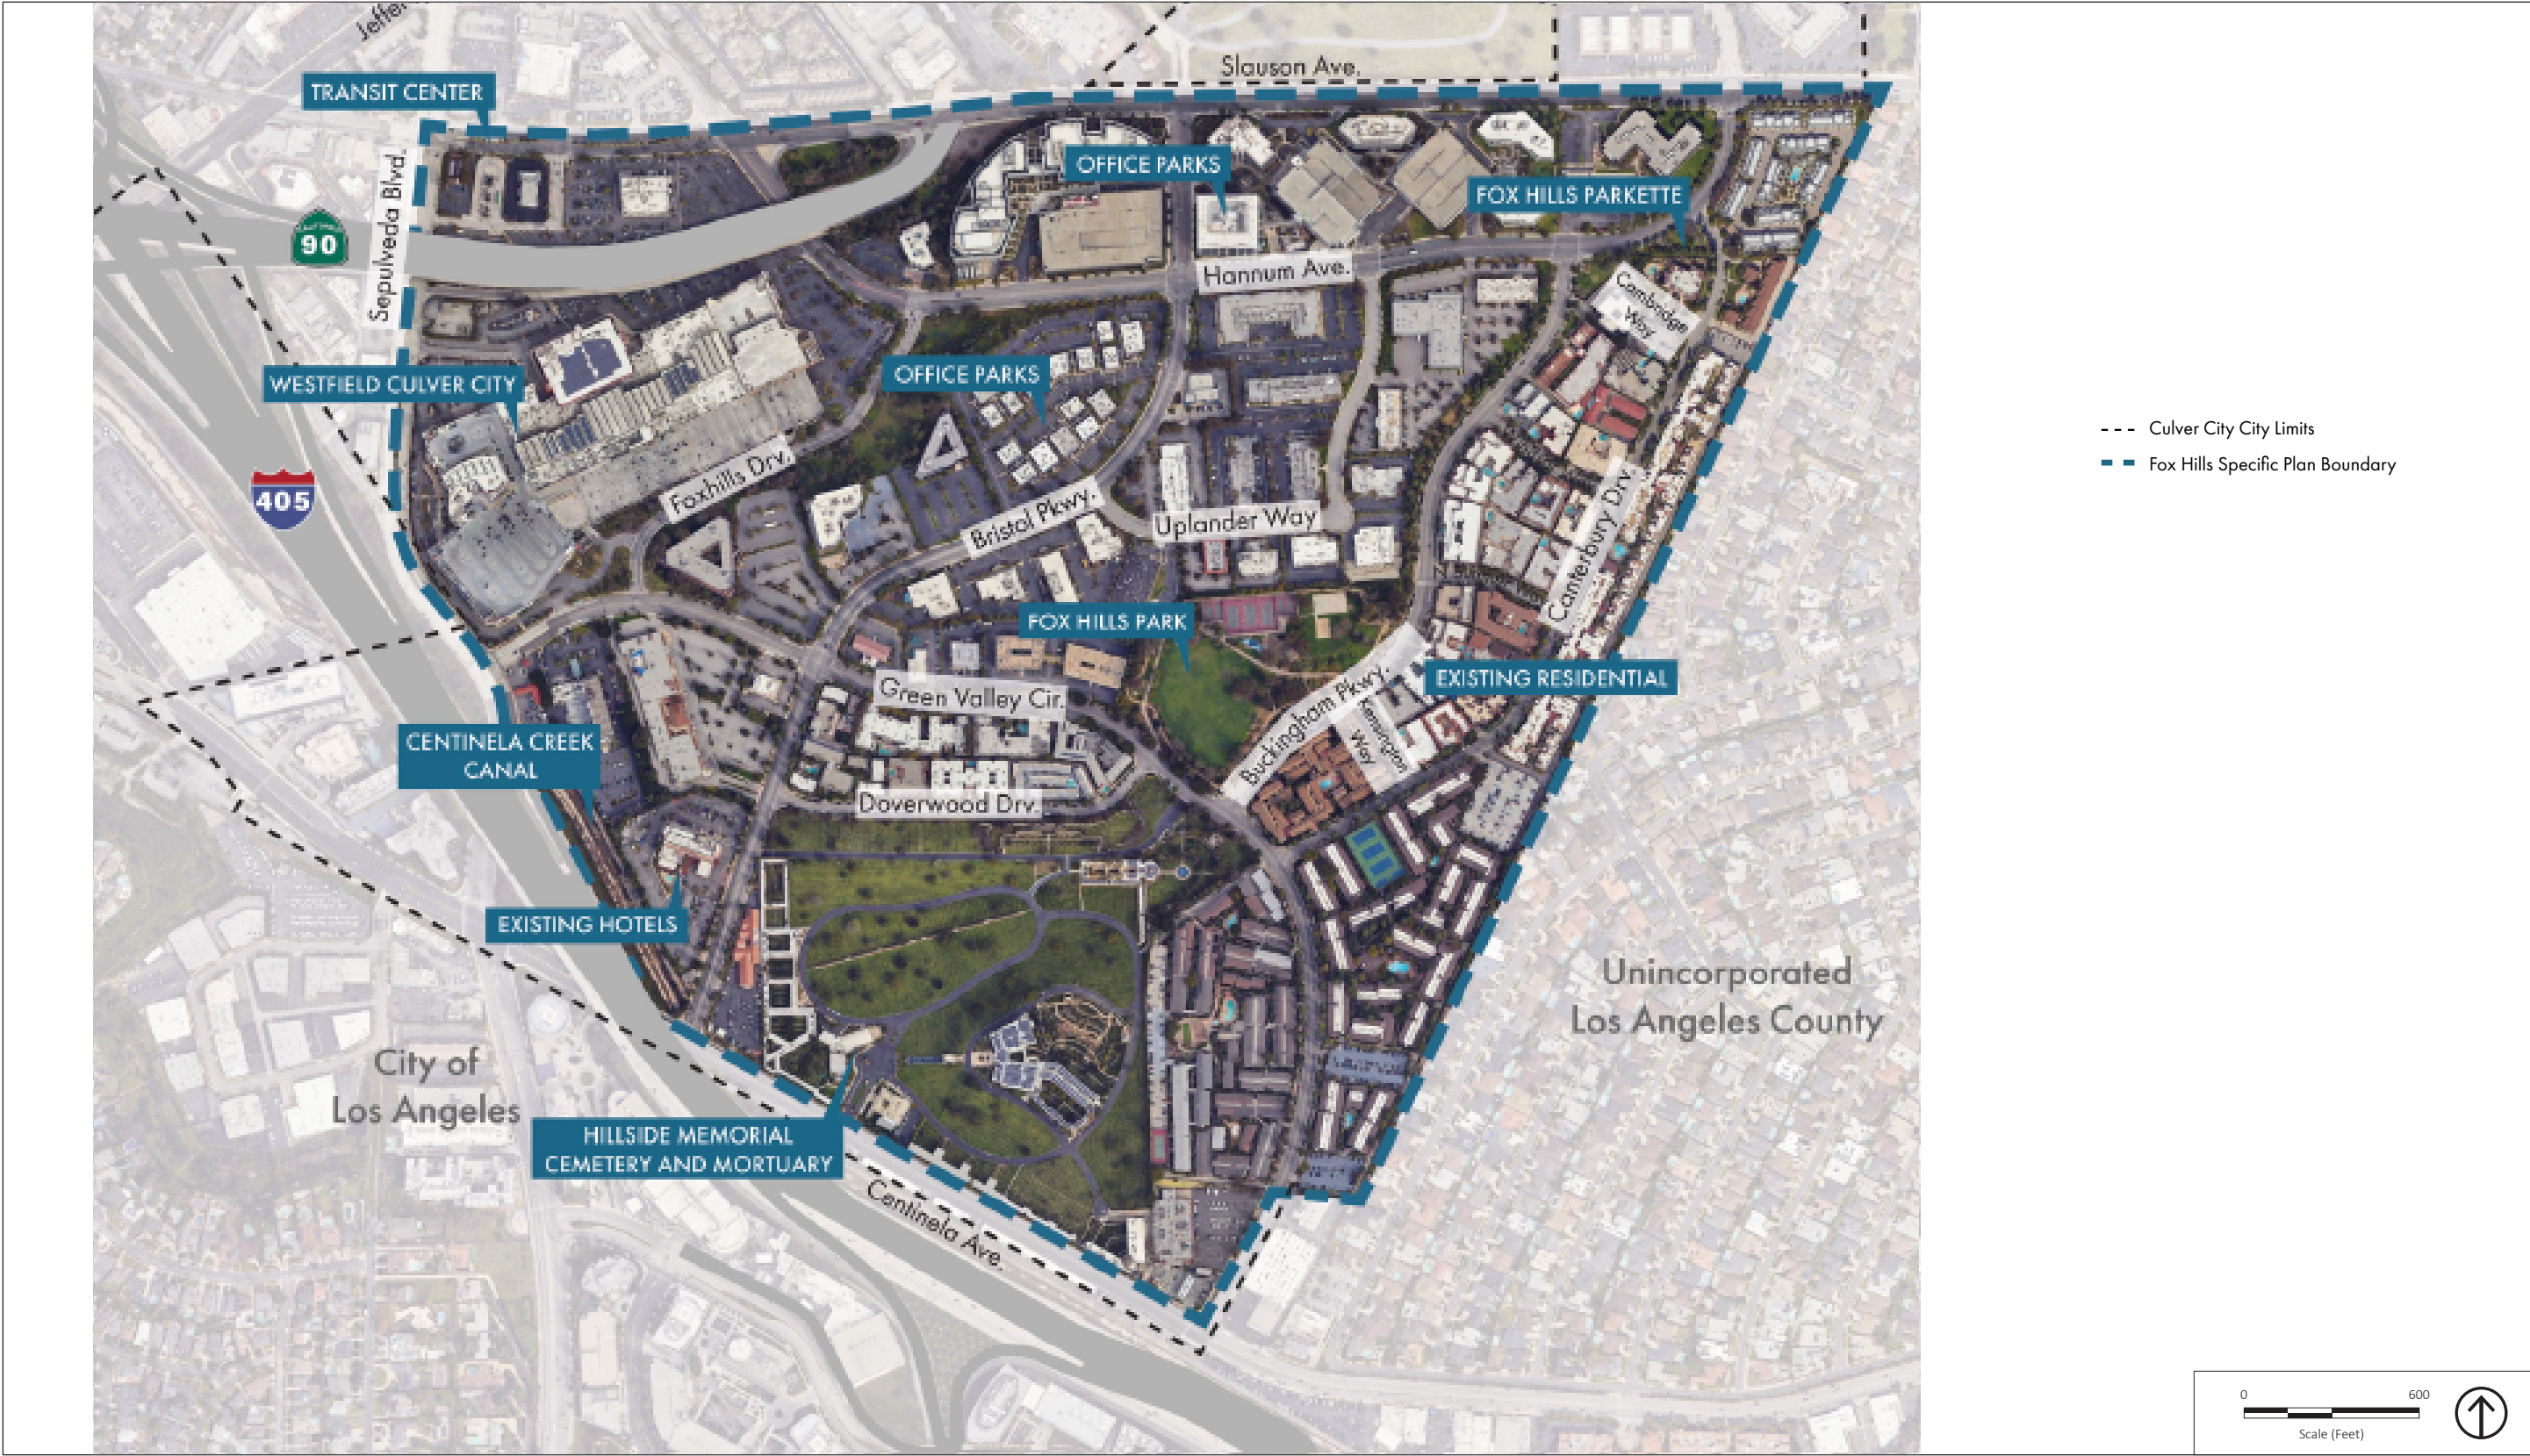 Jeffer
Slauson Ave.
TRANSIT CENTER
OFFICE PARKS
FOX HILLS PARKETTE
Sepulveda Blvd.
90
Hannum Ave.
Cambridge
Way
WESTFIELD CULVER CITY
OFFICE PARKS
405
Foxhills Drv.
Bristol Pkwy.
Uplander Way
Canterbury Drv.
FOX HILLS PARK
EXISTING RESIDENTIAL
Green Valley Cir.
Buckingham Pkwy.
Kensington
Way
CENTINELA CREEK
CANAL
Doverwood Drv.
EXISTING HOTELS
Unincorporated
Los Angeles County
City of
Los Angeles
HILLSIDE MEMORIAL
CEMETERY AND MORTUARY
Centinela Ave.
Culver City City Limits
Fox Hills Specific Plan Boundary
0 600
Scale (Feet)